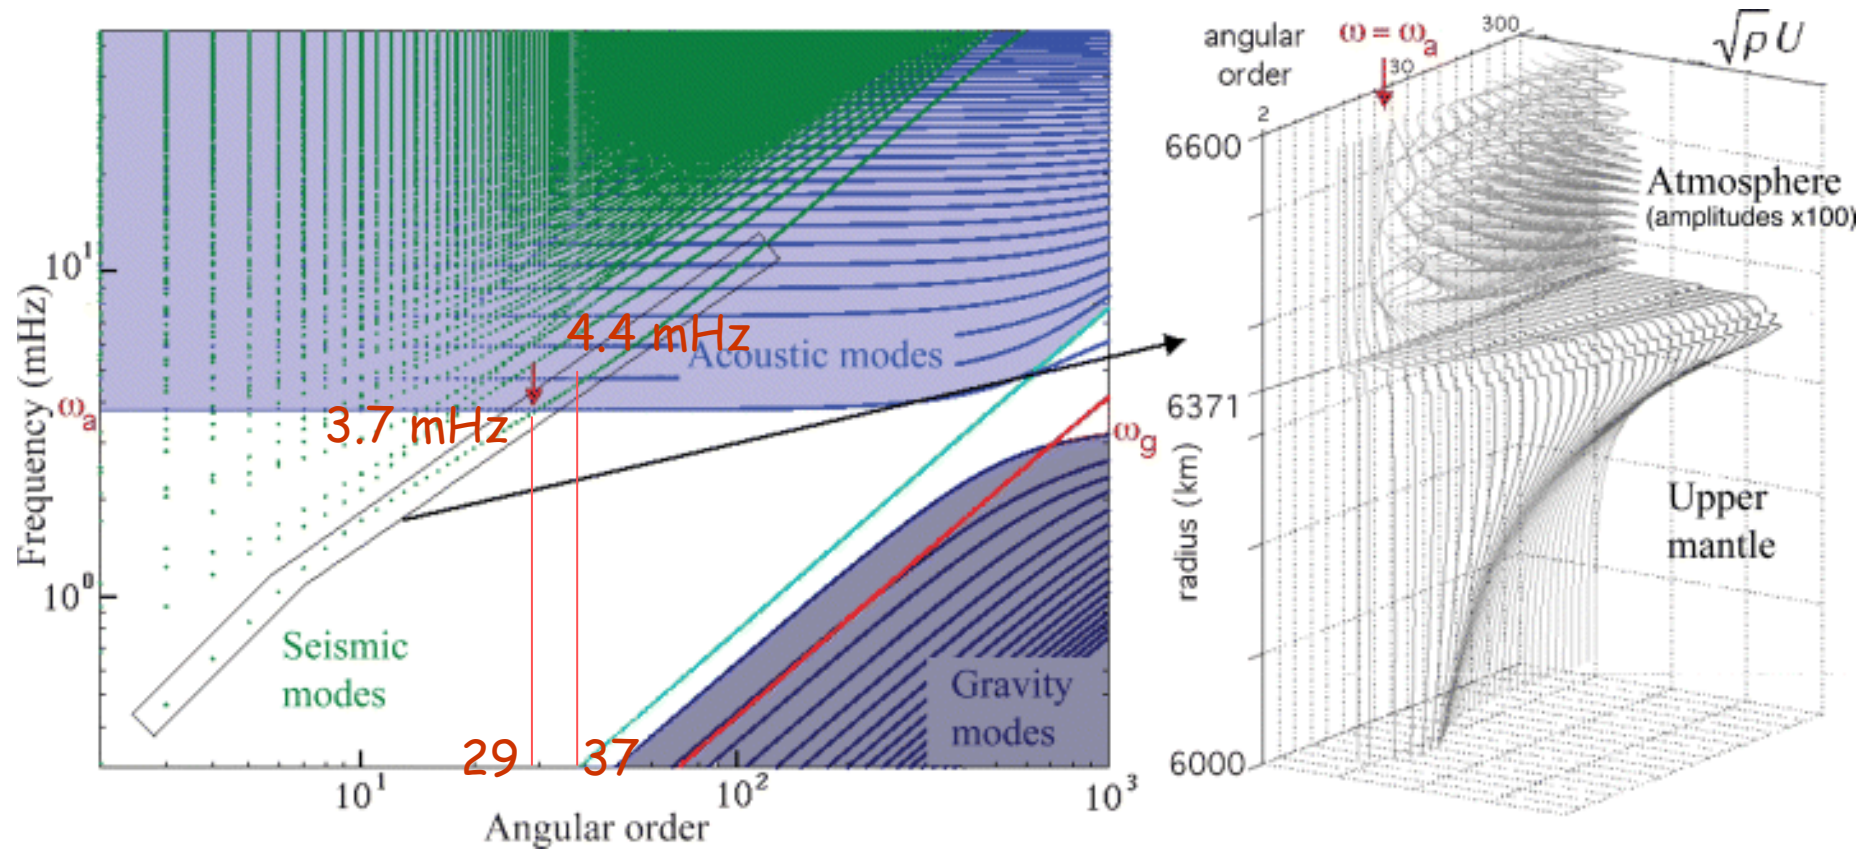 Frequency (mHz)
10¹
ωa
10⁰
3.7 mHz
4.4 mHz
Acoustic modes
ωg
Seismic
modes
Gravity
modes
29
37
10¹
10²
10³
Angular order
angular
order
ω = ωa
2
30
300
√ρ U
6600
6371
6000
radius (km)
Atmosphere
(amplitudes x100)
Upper
mantle